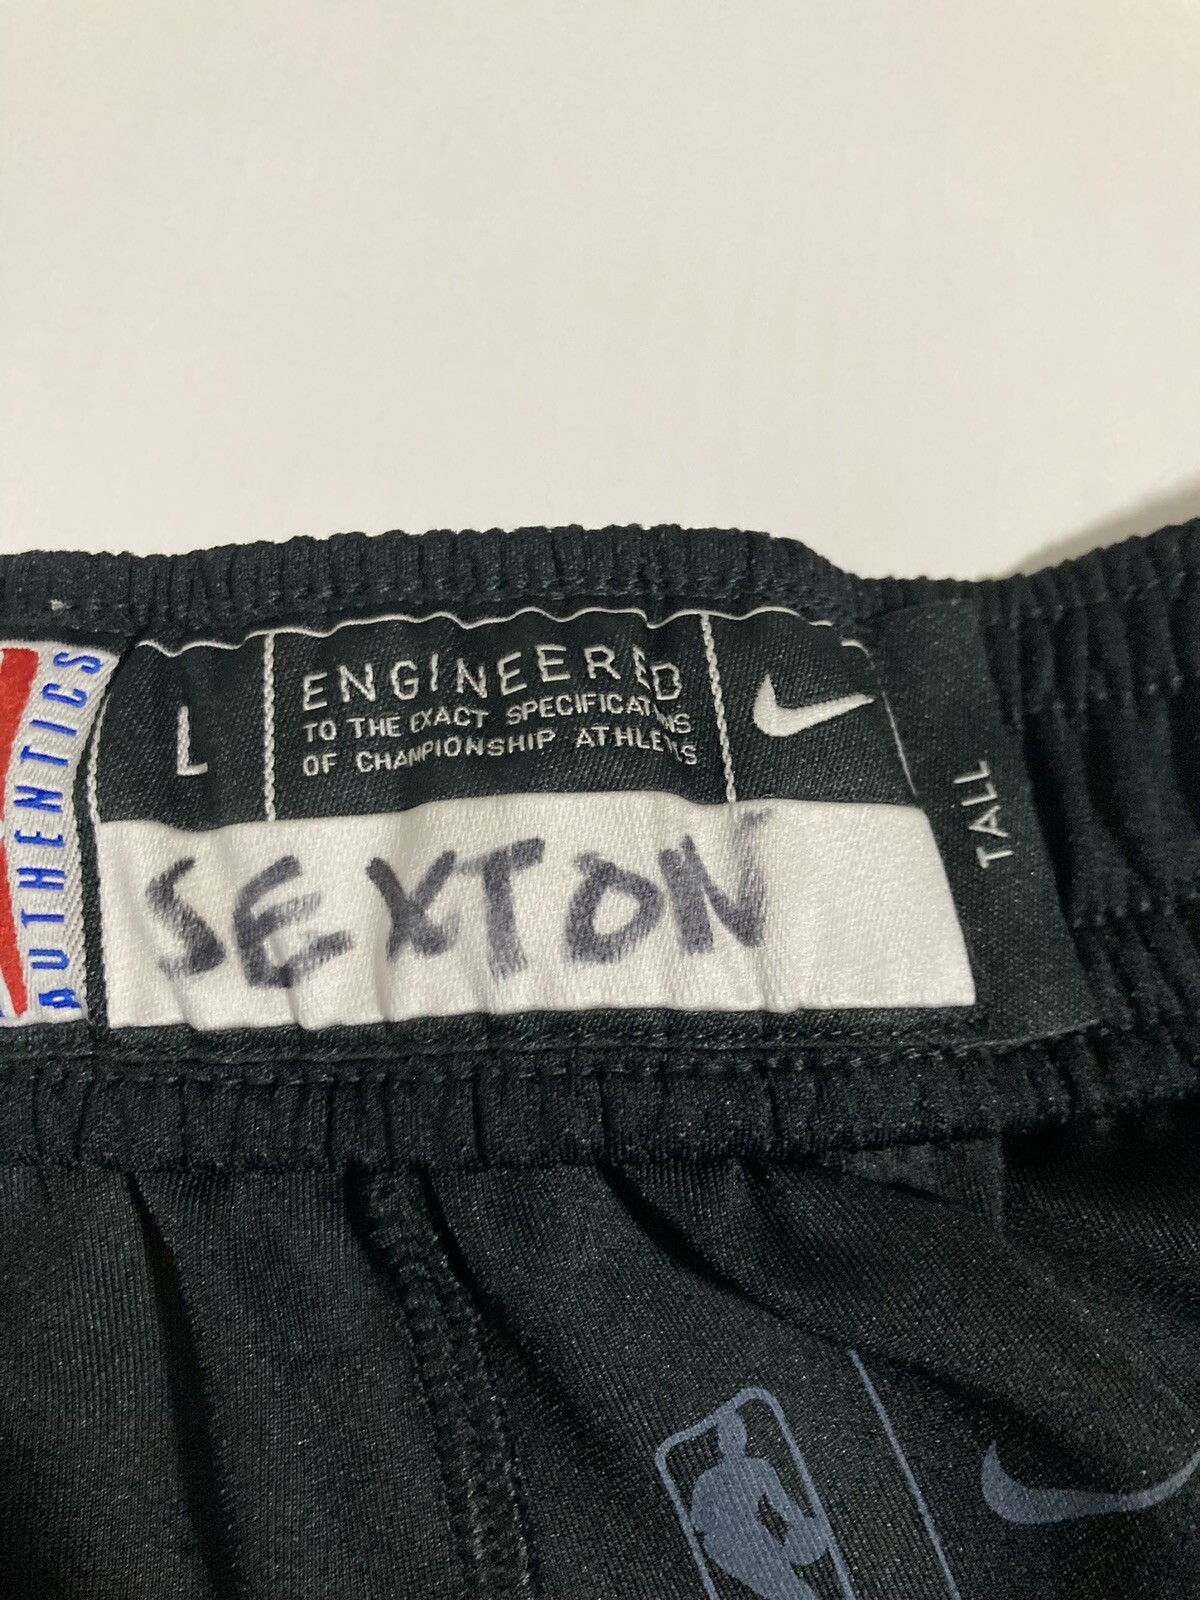 AUTHENTICS
L
ENGINEERED
TO THE EXACT SPECIFICATIONS
OF CHAMPIONSHIP ATHLETES
SEXTON
TALL